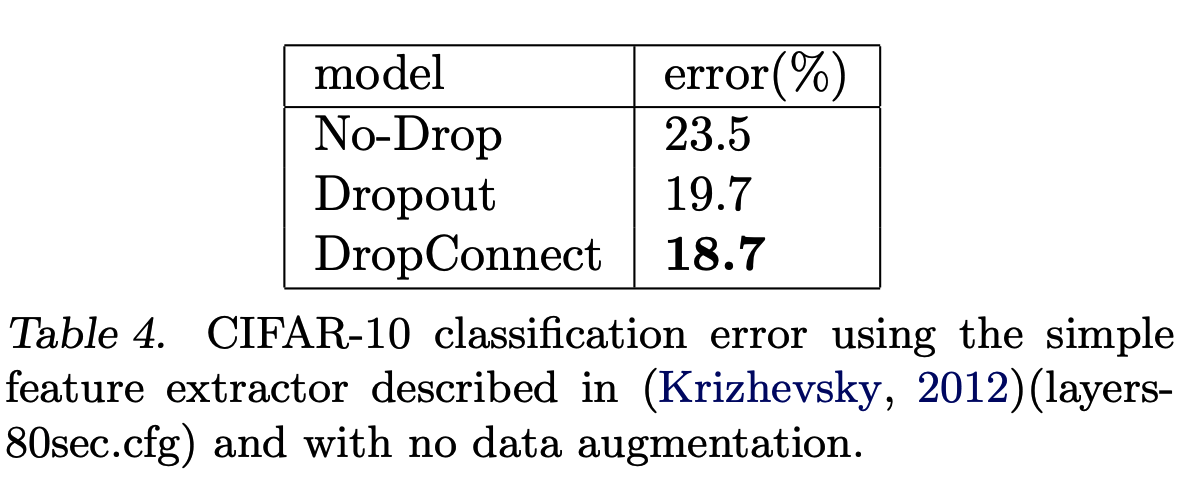 model error(%)
No-Drop 23.5
Dropout 19.7
DropConnect 18.7
Table 4. CIFAR-10 classification error using the simple
feature extractor described in (Krizhevsky, 2012)(layers-
80sec.cfg) and with no data augmentation.